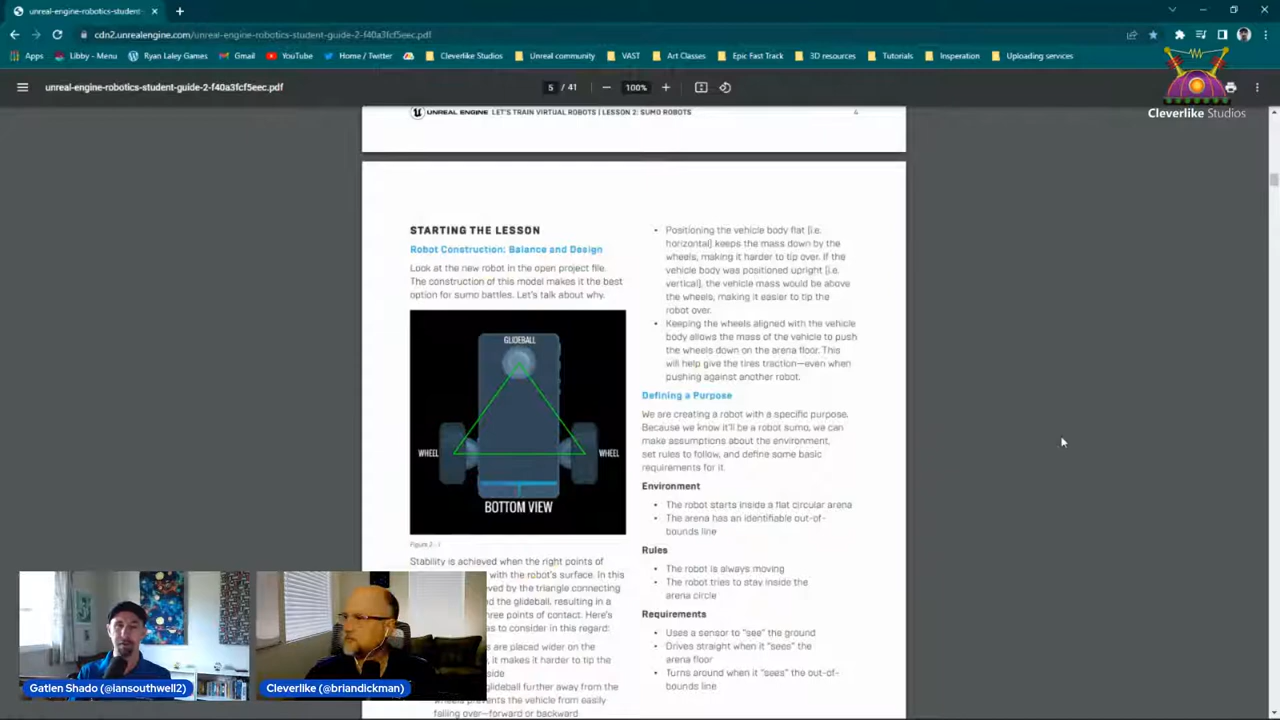 unreal-engine-robotics-student-
cdn2.unrealengine.com/unreal-engine-robotics-student-guide-2-f40a3fcf5eec.pdf
Apps Libby - Menu Ryan Laley Games Gmail YouTube Home / Twitter Cleverlike Studios Unreal community VAST Art Classes Epic Fast Track 3D resources Tutorials Insperation Uploading services
unreal-engine-robotics-student-guide-2-f40a3fcf5eec.pdf 5 / 41 100%
Cleverlike Studios
UNREAL ENGINE LET'S TRAIN VIRTUAL ROBOTS | LESSON 2: SUMO ROBOTS
STARTING THE LESSON
Robot Construction: Balance and Design
Look at the new robot in the open project file.
The construction of this model makes it the best
option for sumo battles. Let's talk about why.
GLIDEBALL
WHEEL WHEEL
BOTTOM VIEW
Figure 2 - 1
Stability is achieved when the right points of
with the robot's surface. In this
eved by the triangle connecting
d the glideball, resulting in a
hree points of contact. Here's
as to consider in this regard:
s are placed wider on the
, it makes it harder to tip the
side
glideball further away from the
wheels prevents the vehicle from easily
falling over—forward or backward
• Positioning the vehicle body flat [i.e.
horizontal] keeps the mass down by the
wheels, making it harder to tip over. If the
vehicle body was positioned upright [i.e.
vertical], the vehicle mass would be above
the wheels, making it easier to tip the
robot over.
• Keeping the wheels aligned with the vehicle
body allows the mass of the vehicle to push
the wheels down on the arena floor. This
will help give the tires traction—even when
pushing against another robot.
Defining a Purpose
We are creating a robot with a specific purpose.
Because we know it'll be a robot sumo, we can
make assumptions about the environment,
set rules to follow, and define some basic
requirements for it.
Environment
• The robot starts inside a flat circular arena
• The arena has an identifiable out-of-
bounds line
Rules
• The robot is always moving
• The robot tries to stay inside the
arena circle
Requirements
• Uses a sensor to "see" the ground
• Drives straight when it "sees" the
arena floor
• Turns around when it "sees" the out-of-
bounds line
Gatlen Shado (@iansouthwell2)
Cleverlike (@briandickman)